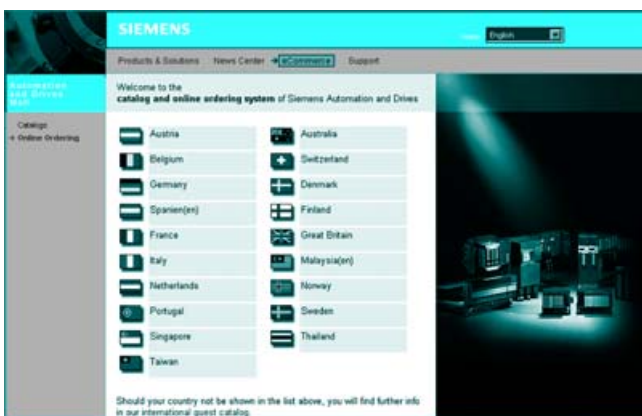 SIEMENS
English
Products & Solutions News Center eCommerce Support
Automation
and Drives
Mall
Welcome to the
catalog and online ordering system of Siemens Automation and Drives
Catalogs
Online Ordering
Austria Australia
Belgium Switzerland
Germany Denmark
Spanien(en) Finland
France Great Britain
Italy Malaysia(en)
Netherlands Norway
Portugal Sweden
Singapore Thailand
Taiwan
Should your country not be shown in the list above, you will find further info
in our international guest catalog.